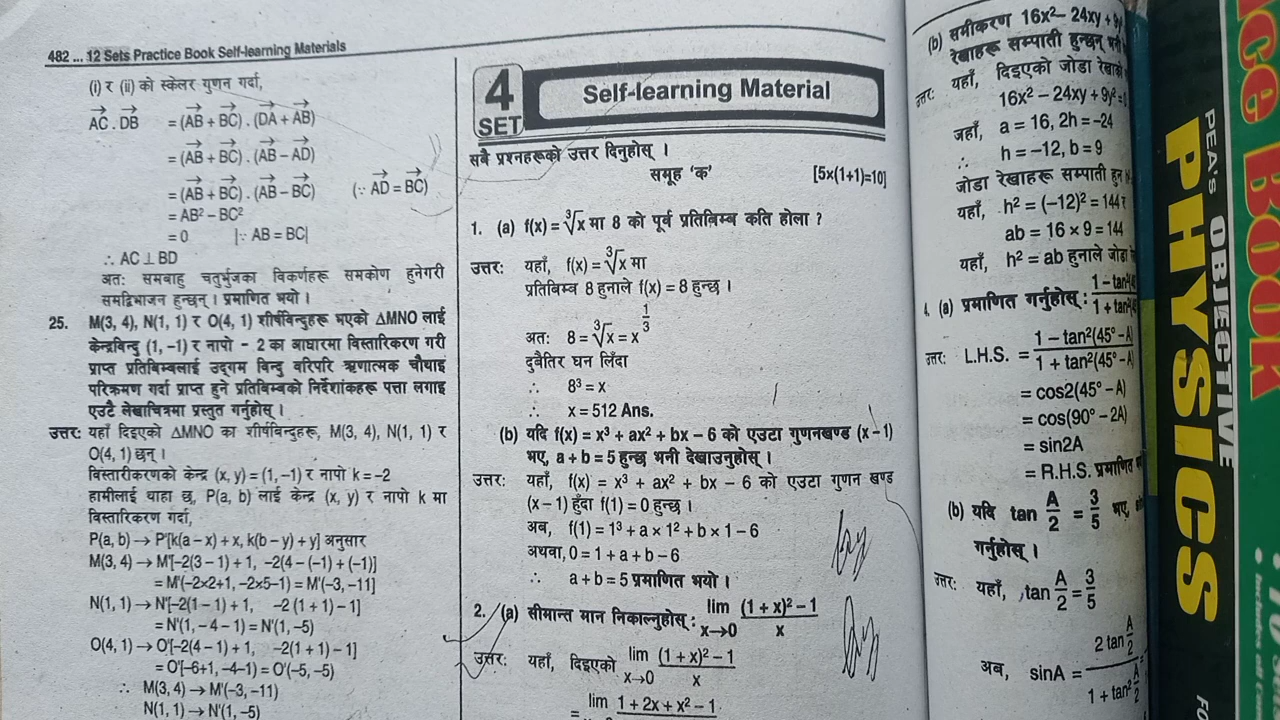 482 ... 12 Sets Practice Book Self-learning Materials
(i) र (ii) को स्केलर गुणन गर्दा,
AC⃗ . DB⃗ = (AB⃗ + BC⃗) . (DA⃗ + AB⃗)
= (AB⃗ + BC⃗) . (AB⃗ − AD⃗)
= (AB⃗ + BC⃗) . (AB⃗ − BC⃗) (∵ AD⃗ = BC⃗)
= AB² − BC²
= 0 |∵ AB = BC|
∴ AC ⊥ BD
अतः समबाहु चतुर्भुजका विकर्णहरू समकोण हुनेगरी
समद्विभाजन हुन्छन् । प्रमाणित भयो ।
25. M(3, 4), N(1, 1) र O(4, 1) शीर्षबिन्दुहरू भएको ΔMNO लाई
केन्द्रबिन्दु (1, −1) र नापो − 2 का आधारमा विस्तारिकरण गरी
प्राप्त प्रतिबिम्बलाई उद्गम बिन्दु वरिपरि ऋणात्मक चौथाइ
परिक्रमण गर्दा प्राप्त हुने प्रतिबिम्बको निर्देशांकहरू पत्ता लगाइ
एउटै लेखाचित्रमा प्रस्तुत गर्नुहोस् ।
उत्तरः यहाँ दिइएको ΔMNO का शीर्षबिन्दुहरू, M(3, 4), N(1, 1) र
O(4, 1) छन् ।
विस्तारीकरणको केन्द्र (x, y) = (1, −1) र नापो k = −2
हामीलाई थाहा छ, P(a, b) लाई केन्द्र (x, y) र नापो k मा
विस्तारिकरण गर्दा,
P(a, b) → P'[k(a − x) + x, k(b − y) + y] अनुसार
M(3, 4) → M'[−2(3 − 1) + 1, −2(4 − (−1) + (−1)]
= M'(−2×2+1, −2×5−1) = M'(−3, −11]
N(1, 1) → N'[−2(1 − 1) + 1, −2 (1 + 1) − 1]
= N'(1, − 4 − 1) = N'(1, −5)
O(4, 1) → O'[−2(4 − 1) + 1, −2(1 + 1) − 1]
= O'[−6+1, −4−1) = O'(−5, −5)
∴ M(3, 4) → M'(−3, −11)
N(1, 1) → N'(1, −5)
4
SET
Self-learning Material
सबै प्रश्नहरूको उत्तर दिनुहोस् ।
समूह 'क' [5×(1+1)=10]
1. (a) f(x) = ∛x मा 8 को पूर्व प्रतिबिम्ब कति होला ?
उत्तरः यहाँ, f(x) = ∛x मा
प्रतिबिम्ब 8 हुनाले f(x) = 8 हुन्छ ।
अतः 8 = ∛x = x^(1/3)
दुबैतिर घन लिँदा
∴ 8³ = x
∴ x = 512 Ans.
(b) यदि f(x) = x³ + ax² + bx − 6 को एउटा गुणनखण्ड (x − 1)
भए, a + b = 5 हुन्छ भनी देखाउनुहोस् ।
उत्तरः यहाँ, f(x) = x³ + ax² + bx − 6 को एउटा गुणन खण्ड
(x − 1) हुँदा f(1) = 0 हुन्छ ।
अब, f(1) = 1³ + a × 1² + b × 1 − 6
अथवा, 0 = 1 + a + b − 6
∴ a + b = 5 प्रमाणित भयो ।
2. (a) सीमान्त मान निकाल्नुहोस् : lim x→0 ((1 + x)² − 1)/x
उत्तरः यहाँ, दिइएको lim x→0 ((1 + x)² − 1)/x
= lim 1 + 2x + x² − 1
(b) समीकरण 16x² − 24xy + 9y²
रेखाहरू सम्पाती हुन्छन् भनी
उत्तरः यहाँ, दिइएको जोडा रेखाको
16x² − 24xy + 9y² =
जहाँ, a = 16, 2h = −24
∴ h = −12, b = 9
जोडा रेखाहरू सम्पाती हुन
यहाँ, h² = (−12)² = 144 र
ab = 16 × 9 = 144
यहाँ, h² = ab हुनाले जोडा
4. (a) प्रमाणित गर्नुहोस् : (1 − tan²(45/(1 + tan²(45
उत्तरः L.H.S. = (1 − tan²(45° − A)/(1 + tan²(45° − A)
= cos2(45° − A)
= cos(90° − 2A)
= sin2A
= R.H.S. प्रमाणित
(b) यदि tan A/2 = 3/5 भए,
गर्नुहोस् ।
उत्तरः यहाँ, tan A/2 = 3/5
अब, sinA = (2 tan A/2)/(1 + tan² A/2) =
PEA's OBJECTIVE
PHYSICS
ice BOOK